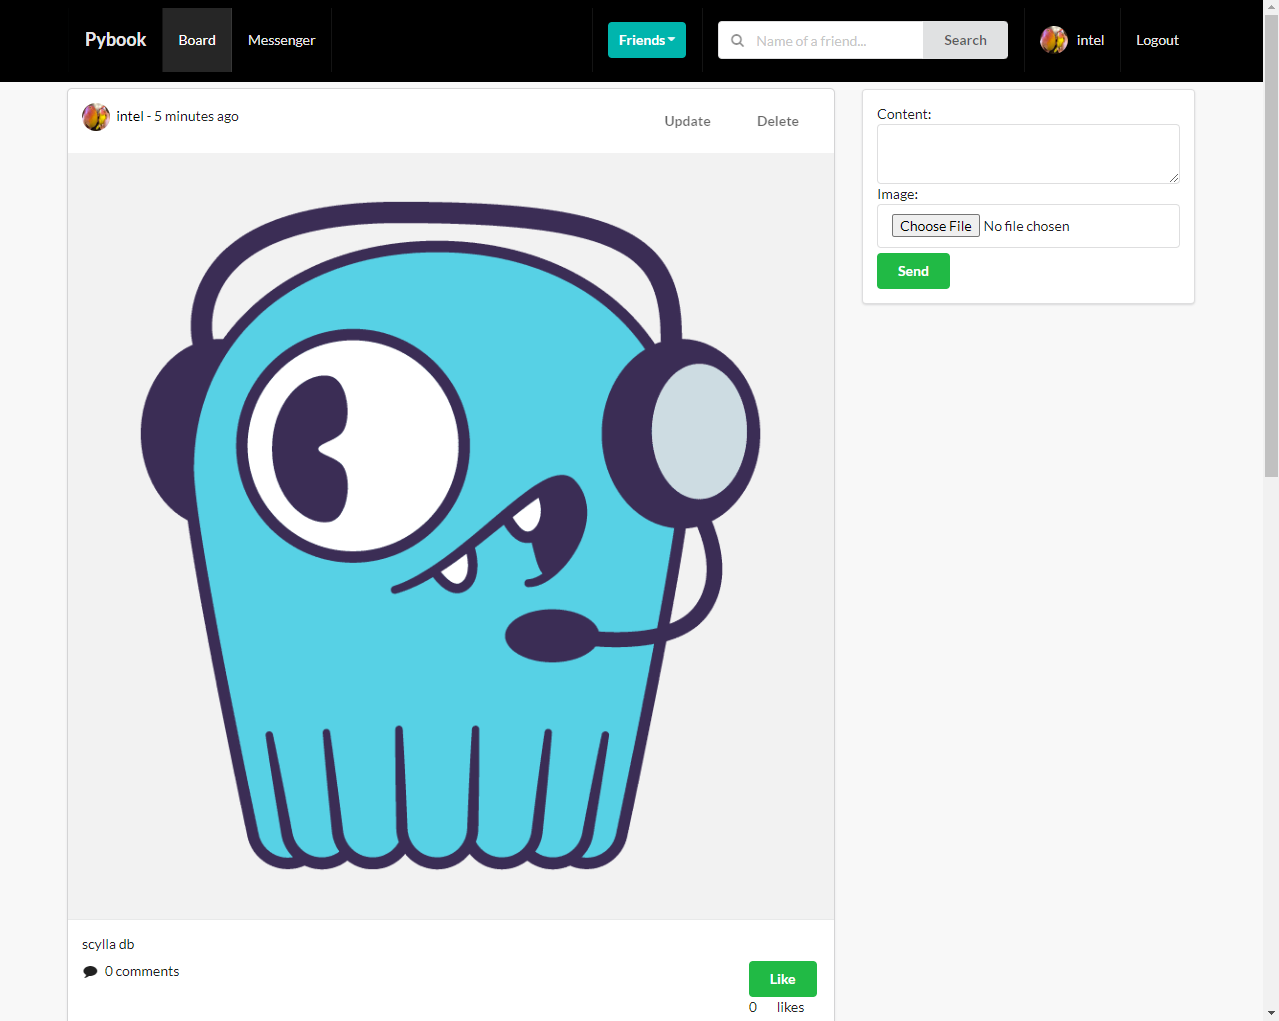 Pybook Board Messenger Friends Name of a friend... Search intel Logout
intel - 5 minutes ago Update Delete
Content:
Image:
Choose File No file chosen
Send
scylla db
0 comments
Like
0 likes